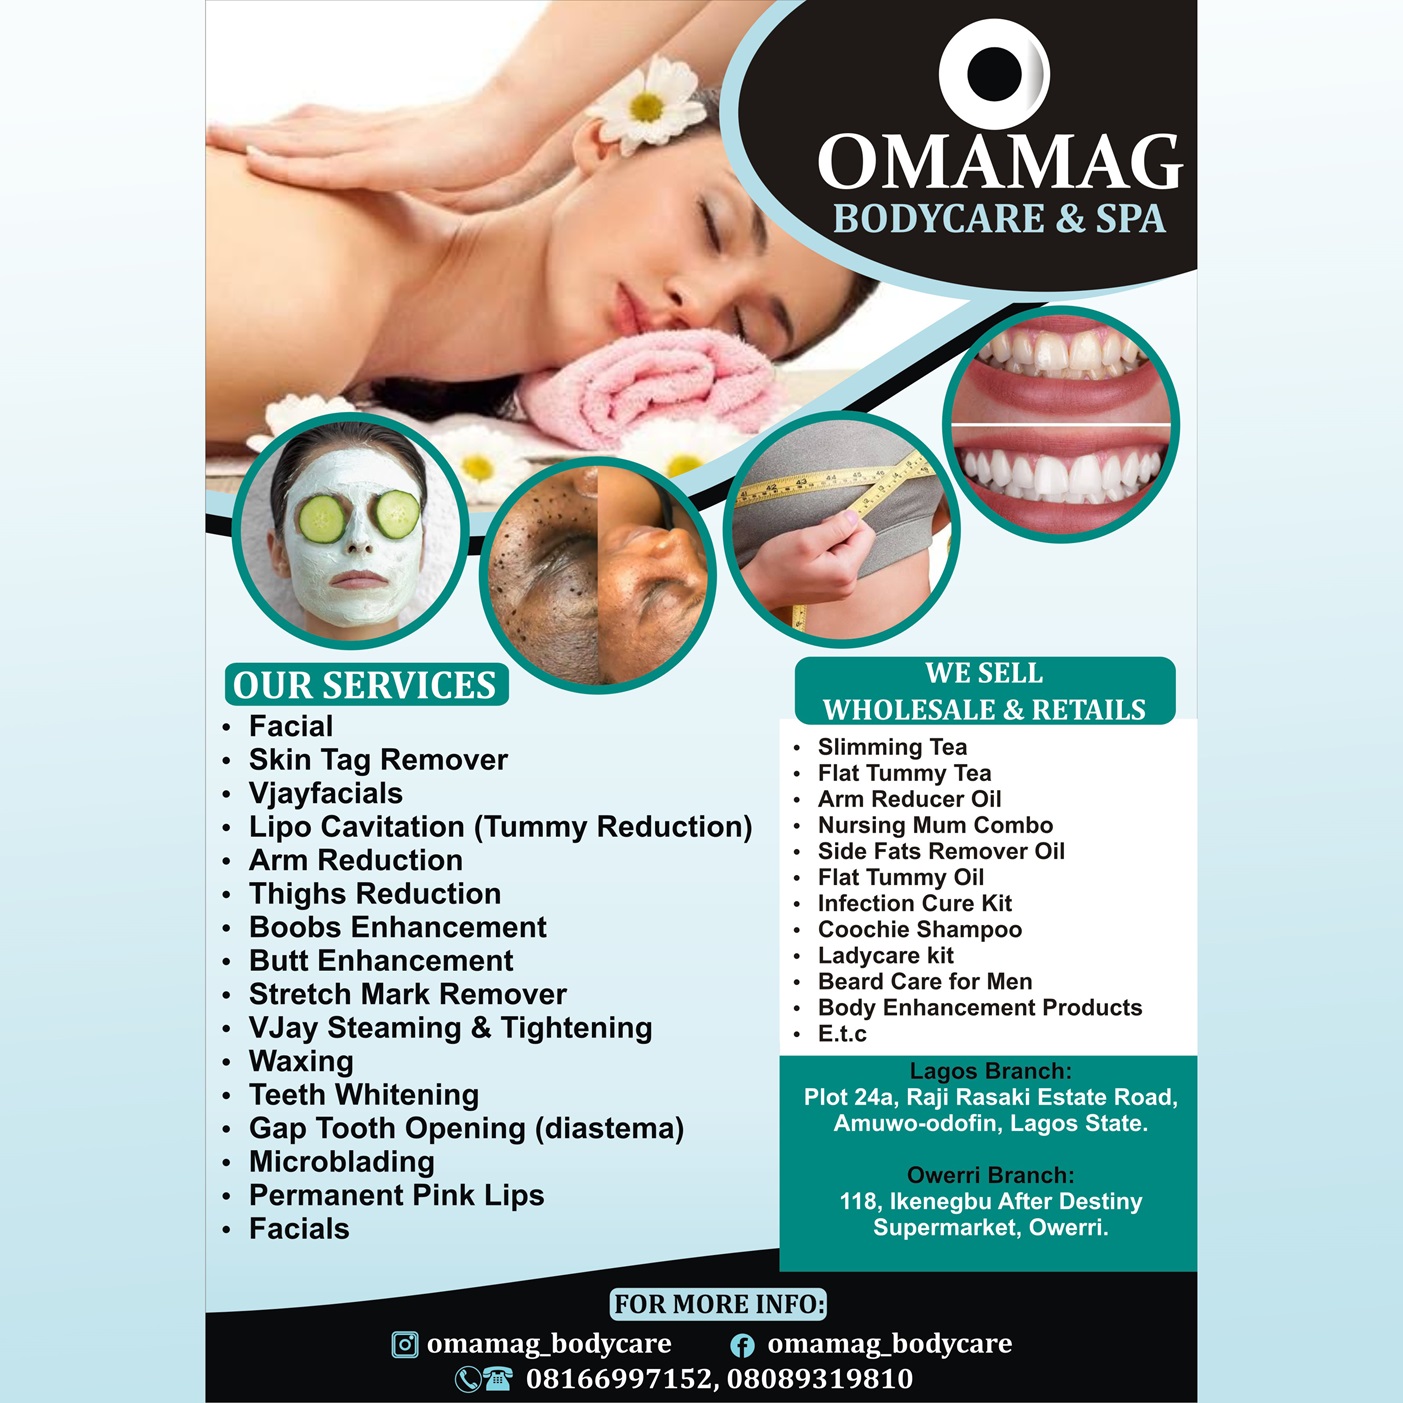 OMAMAG
BODYCARE & SPA
OUR SERVICES
• Facial
• Skin Tag Remover
• Vjayfacials
• Lipo Cavitation (Tummy Reduction)
• Arm Reduction
• Thighs Reduction
• Boobs Enhancement
• Butt Enhancement
• Stretch Mark Remover
• VJay Steaming & Tightening
• Waxing
• Teeth Whitening
• Gap Tooth Opening (diastema)
• Microblading
• Permanent Pink Lips
• Facials
WE SELL
WHOLESALE & RETAILS
• Slimming Tea
• Flat Tummy Tea
• Arm Reducer Oil
• Nursing Mum Combo
• Side Fats Remover Oil
• Flat Tummy Oil
• Infection Cure Kit
• Coochie Shampoo
• Ladycare kit
• Beard Care for Men
• Body Enhancement Products
• E.t.c
Lagos Branch:
Plot 24a, Raji Rasaki Estate Road,
Amuwo-odofin, Lagos State.
Owerri Branch:
118, Ikenegbu After Destiny
Supermarket, Owerri.
FOR MORE INFO:
omamag_bodycare omamag_bodycare
08166997152, 08089319810